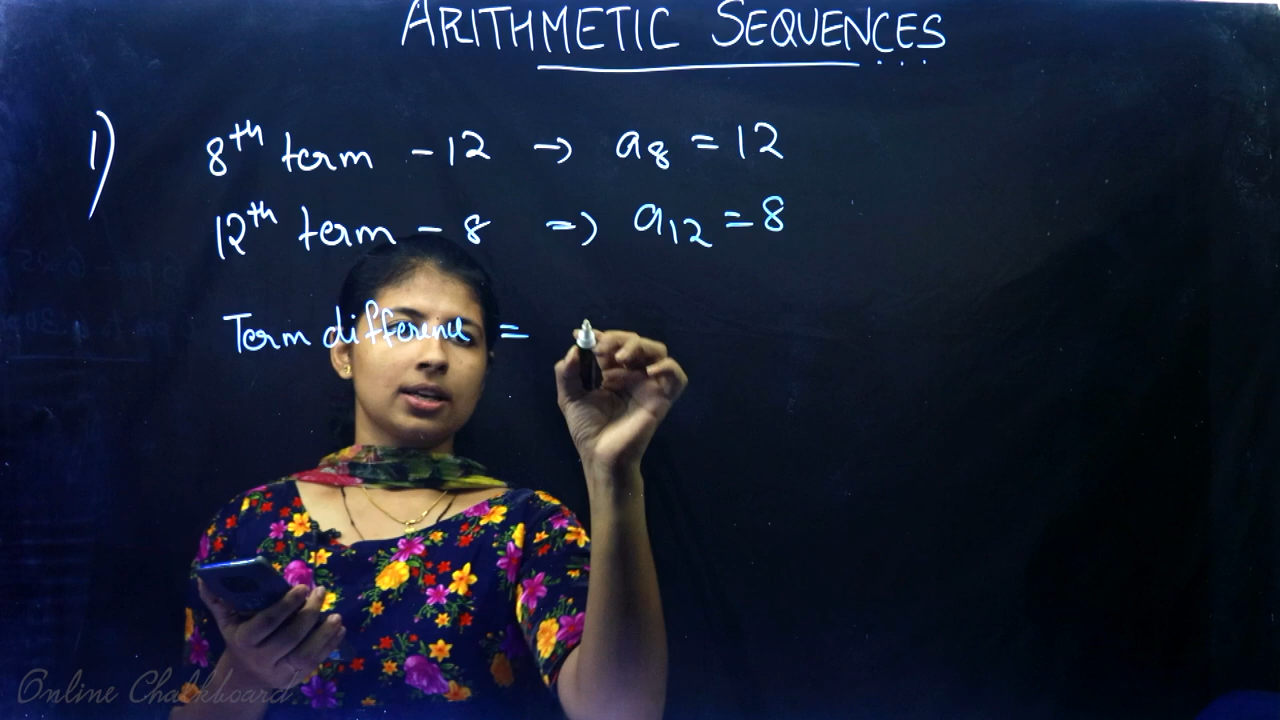 ARITHMETIC SEQUENCES...
1) 8th term - 12 → a8 = 12
12th term - 8 ⇒ a12 = 8
Term difference =
Online Chalkboard